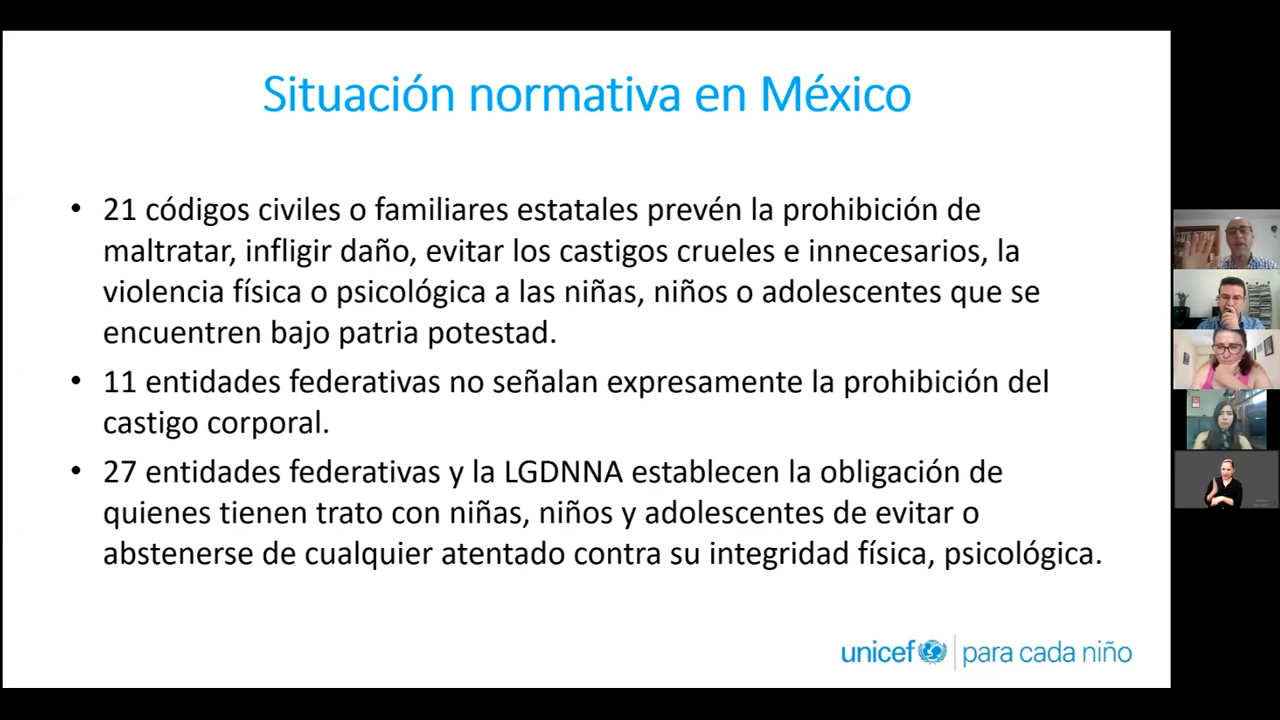 Situación normativa en México
• 21 códigos civiles o familiares estatales prevén la prohibición de
maltratar, infligir daño, evitar los castigos crueles e innecesarios, la
violencia física o psicológica a las niñas, niños o adolescentes que se
encuentren bajo patria potestad.
• 11 entidades federativas no señalan expresamente la prohibición del
castigo corporal.
• 27 entidades federativas y la LGDNNA establecen la obligación de
quienes tienen trato con niñas, niños y adolescentes de evitar o
abstenerse de cualquier atentado contra su integridad física, psicológica.
unicef para cada niño